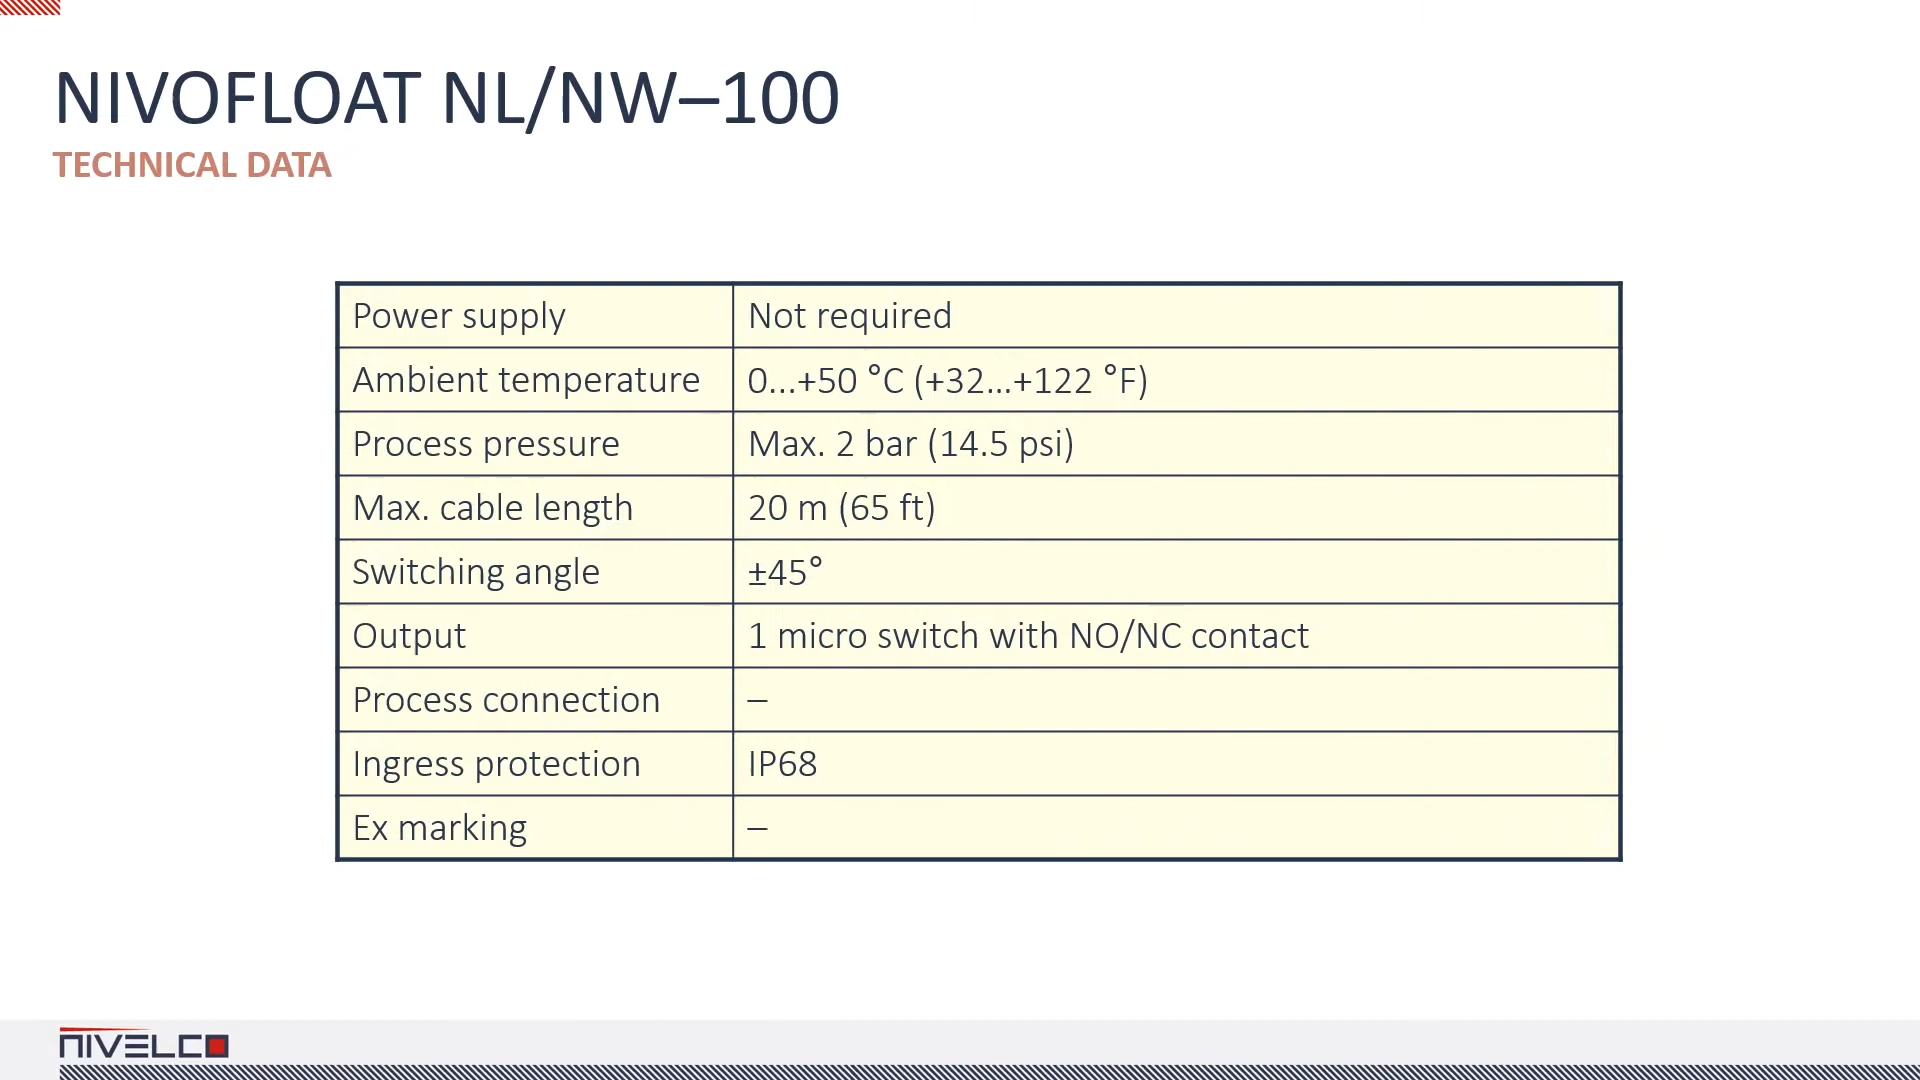 NIVOFLOAT NL/NW–100
TECHNICAL DATA
Power supply Not required
Ambient temperature 0...+50 °C (+32...+122 °F)
Process pressure Max. 2 bar (14.5 psi)
Max. cable length 20 m (65 ft)
Switching angle ±45°
Output 1 micro switch with NO/NC contact
Process connection –
Ingress protection IP68
Ex marking –
NIVELCO